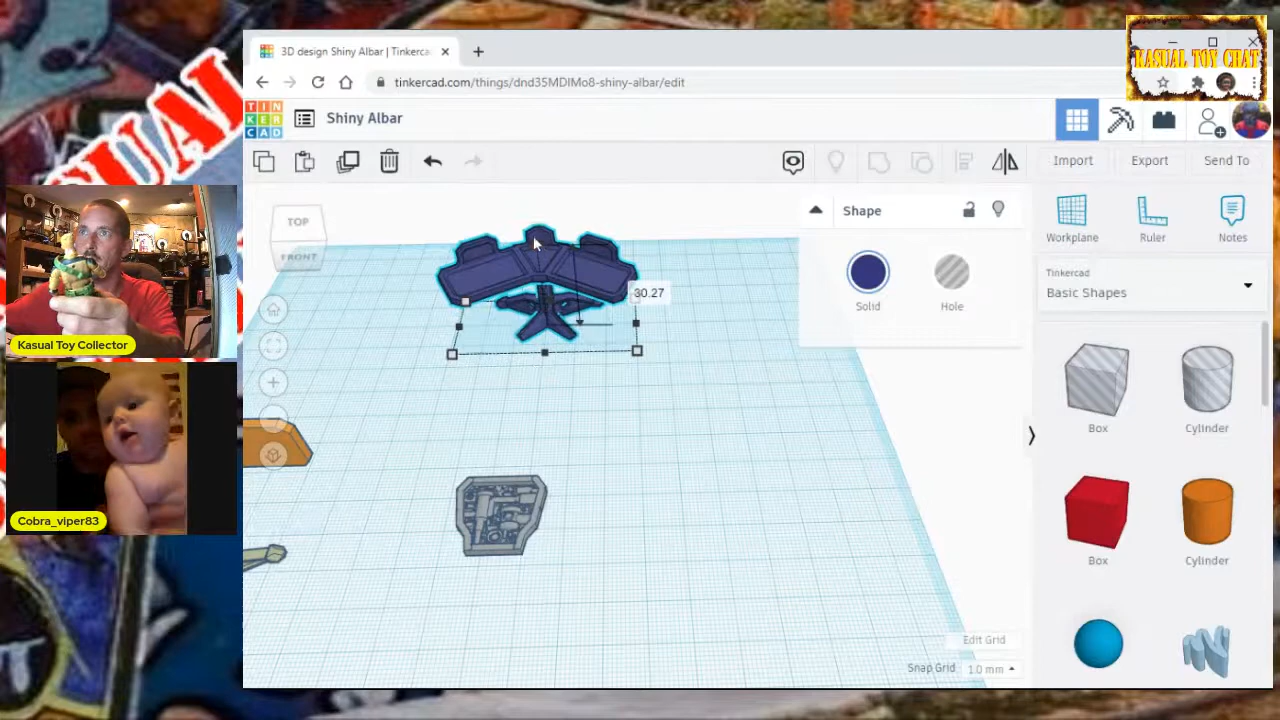 3D design Shiny Albar | Tinkerca
KASUAL TOY CHAT
tinkercad.com/things/dnd35MDIMo8-shiny-albar/edit
TIN
KER
CAD
Shiny Albar
Import
Export
Send To
UAL
TOP
FRONT
Shape
Workplane
Ruler
Notes
Solid
Hole
30.27
Tinkercad
Basic Shapes
Kasual Toy Collector
Box
Cylinder
Cobra_viper83
Box
Cylinder
Edit Grid
Snap Grid
1.0 mm